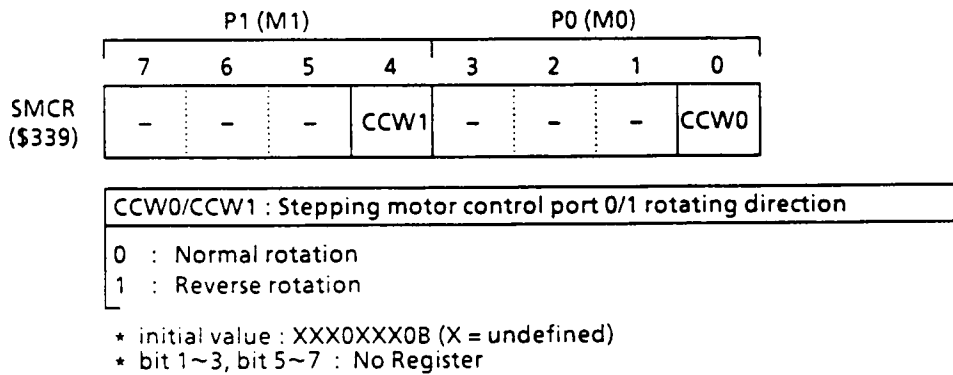 P1 (M1) P0 (M0)
7 6 5 4 3 2 1 0
SMCR
($339)
– – – CCW1 – – – CCW0
CCW0/CCW1 : Stepping motor control port 0/1 rotating direction
0 : Normal rotation
1 : Reverse rotation
* initial value : XXX0XXX0B (X = undefined)
* bit 1~3, bit 5~7 : No Register